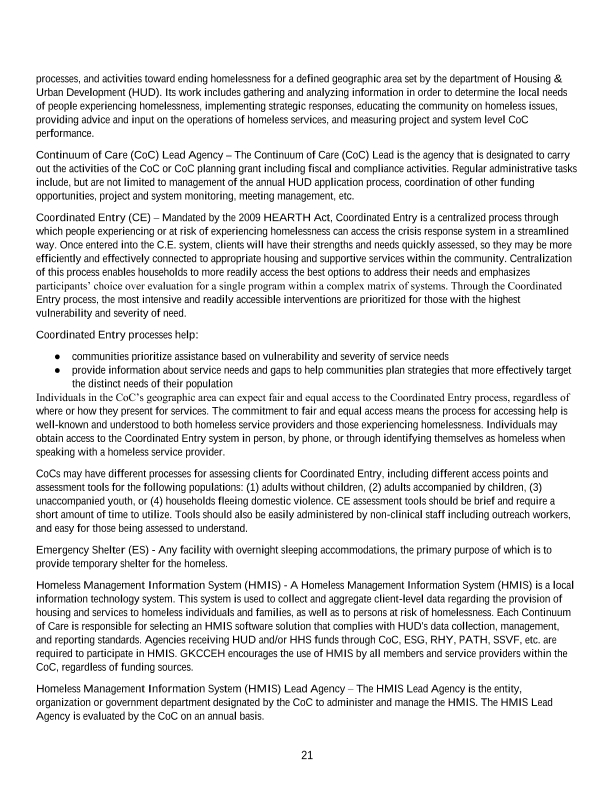 processes, and activities toward ending homelessness for a defined geographic area set by the department of Housing &
Urban Development (HUD). Its work includes gathering and analyzing information in order to determine the local needs
of people experiencing homelessness, implementing strategic responses, educating the community on homeless issues,
providing advice and input on the operations of homeless services, and measuring project and system level CoC
performance.
Continuum of Care (CoC) Lead Agency – The Continuum of Care (CoC) Lead is the agency that is designated to carry
out the activities of the CoC or CoC planning grant including fiscal and compliance activities. Regular administrative tasks
include, but are not limited to management of the annual HUD application process, coordination of other funding
opportunities, project and system monitoring, meeting management, etc.
Coordinated Entry (CE) – Mandated by the 2009 HEARTH Act, Coordinated Entry is a centralized process through
which people experiencing or at risk of experiencing homelessness can access the crisis response system in a streamlined
way. Once entered into the C.E. system, clients will have their strengths and needs quickly assessed, so they may be more
efficiently and effectively connected to appropriate housing and supportive services within the community. Centralization
of this process enables households to more readily access the best options to address their needs and emphasizes
participants’ choice over evaluation for a single program within a complex matrix of systems. Through the Coordinated
Entry process, the most intensive and readily accessible interventions are prioritized for those with the highest
vulnerability and severity of need.
Coordinated Entry processes help:
● communities prioritize assistance based on vulnerability and severity of service needs
● provide information about service needs and gaps to help communities plan strategies that more effectively target
the distinct needs of their population
Individuals in the CoC’s geographic area can expect fair and equal access to the Coordinated Entry process, regardless of
where or how they present for services. The commitment to fair and equal access means the process for accessing help is
well-known and understood to both homeless service providers and those experiencing homelessness. Individuals may
obtain access to the Coordinated Entry system in person, by phone, or through identifying themselves as homeless when
speaking with a homeless service provider.
CoCs may have different processes for assessing clients for Coordinated Entry, including different access points and
assessment tools for the following populations: (1) adults without children, (2) adults accompanied by children, (3)
unaccompanied youth, or (4) households fleeing domestic violence. CE assessment tools should be brief and require a
short amount of time to utilize. Tools should also be easily administered by non-clinical staff including outreach workers,
and easy for those being assessed to understand.
Emergency Shelter (ES) - Any facility with overnight sleeping accommodations, the primary purpose of which is to
provide temporary shelter for the homeless.
Homeless Management Information System (HMIS) - A Homeless Management Information System (HMIS) is a local
information technology system. This system is used to collect and aggregate client-level data regarding the provision of
housing and services to homeless individuals and families, as well as to persons at risk of homelessness. Each Continuum
of Care is responsible for selecting an HMIS software solution that complies with HUD's data collection, management,
and reporting standards. Agencies receiving HUD and/or HHS funds through CoC, ESG, RHY, PATH, SSVF, etc. are
required to participate in HMIS. GKCCEH encourages the use of HMIS by all members and service providers within the
CoC, regardless of funding sources.
Homeless Management Information System (HMIS) Lead Agency – The HMIS Lead Agency is the entity,
organization or government department designated by the CoC to administer and manage the HMIS. The HMIS Lead
Agency is evaluated by the CoC on an annual basis.
21